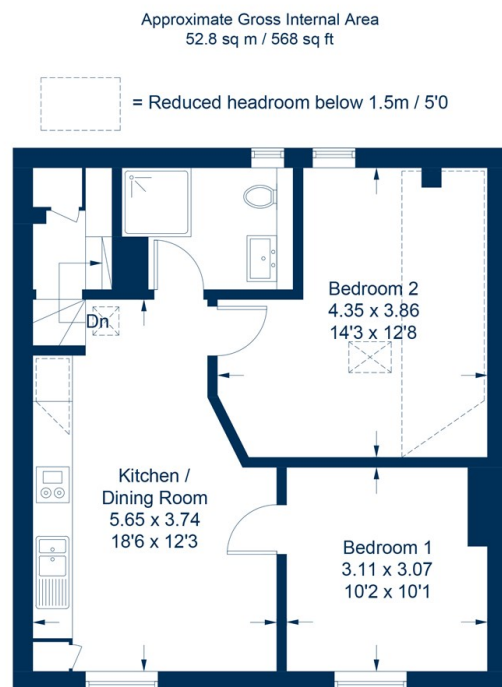 Approximate Gross Internal Area
52.8 sq m / 568 sq ft
= Reduced headroom below 1.5m / 5'0
Bedroom 2
4.35 x 3.86
14'3 x 12'8
Dn
Kitchen /
Dining Room
5.65 x 3.74
18'6 x 12'3
Bedroom 1
3.11 x 3.07
10'2 x 10'1